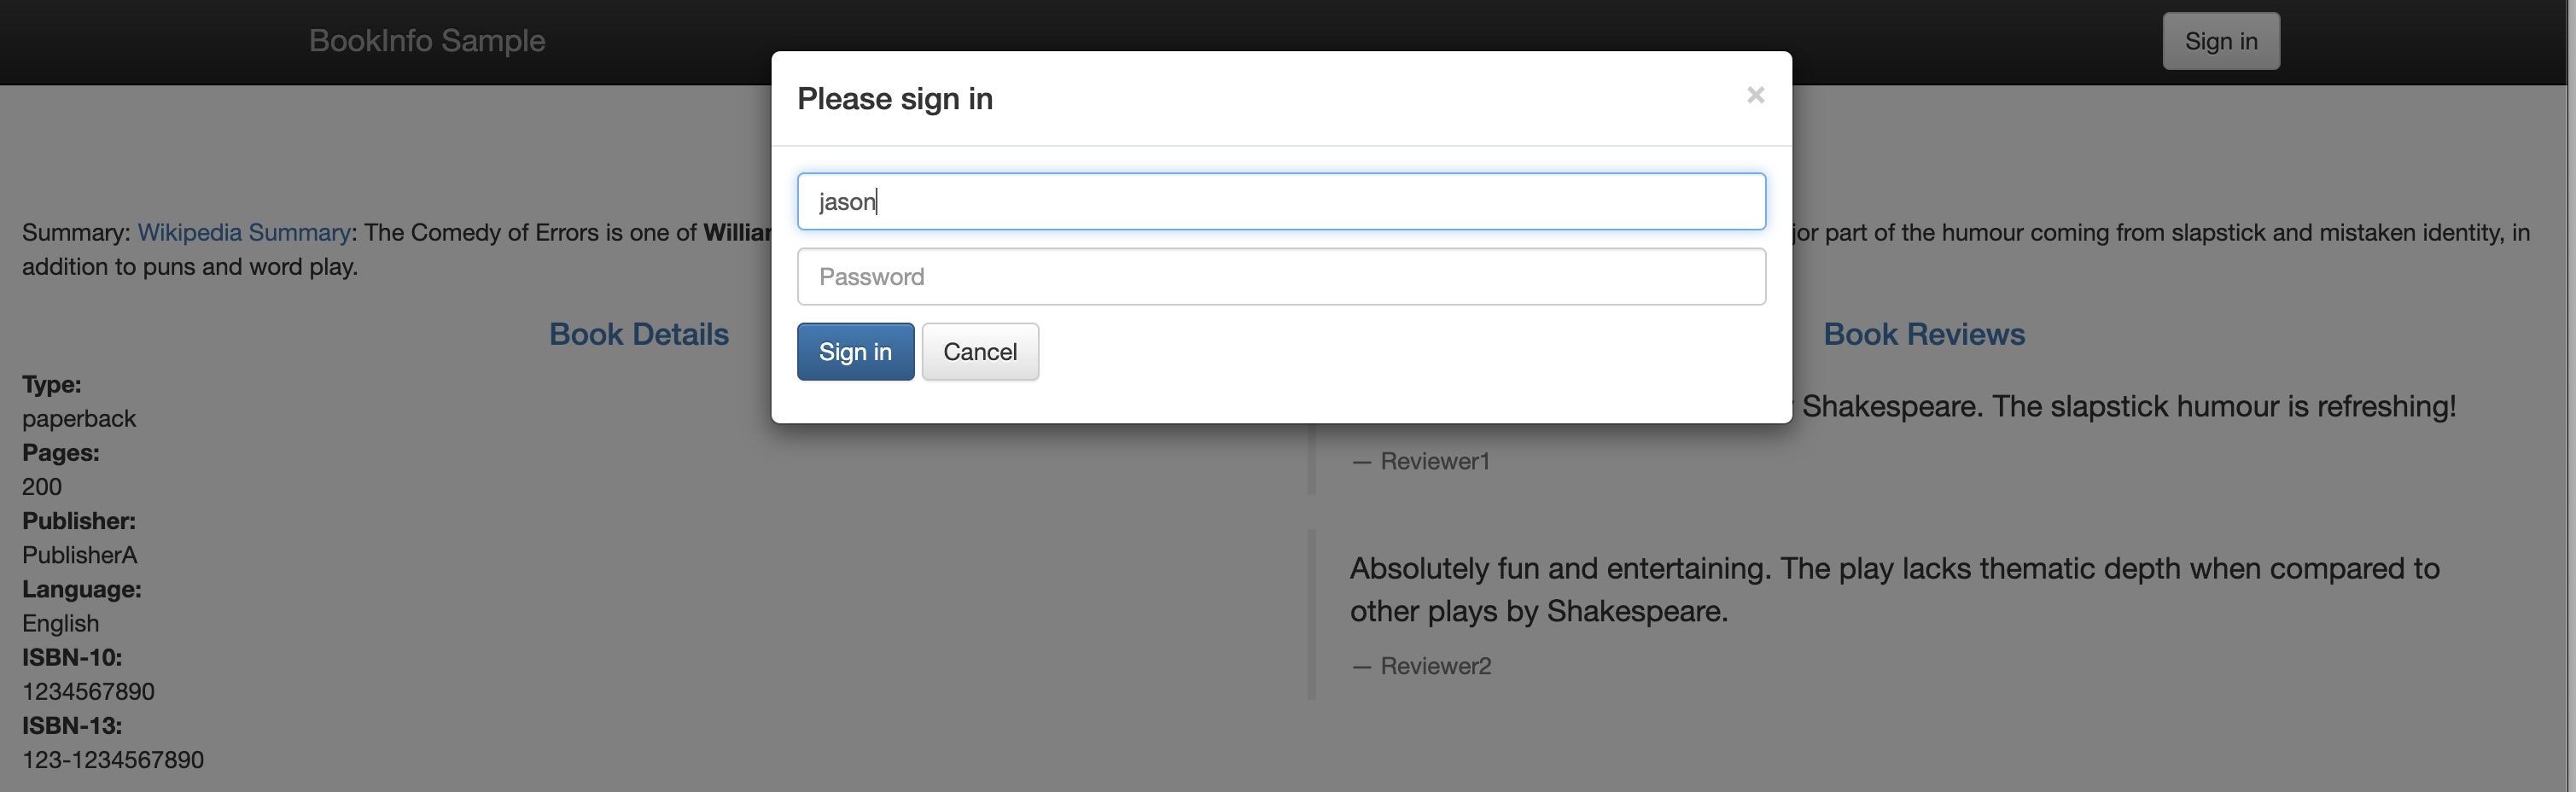 BookInfo Sample
Sign in
Please sign in
×
jason
Password
Sign in
Cancel
Summary: Wikipedia Summary: The Comedy of Errors is one of
jor part of the humour coming from slapstick and mistaken identity, in
addition to puns and word play.
Book Details
Type:
paperback
Pages:
200
Publisher:
PublisherA
Language:
English
ISBN-10:
1234567890
ISBN-13:
123-1234567890
Book Reviews
Shakespeare. The slapstick humour is refreshing!
— Reviewer1
Absolutely fun and entertaining. The play lacks thematic depth when compared to
other plays by Shakespeare.
— Reviewer2